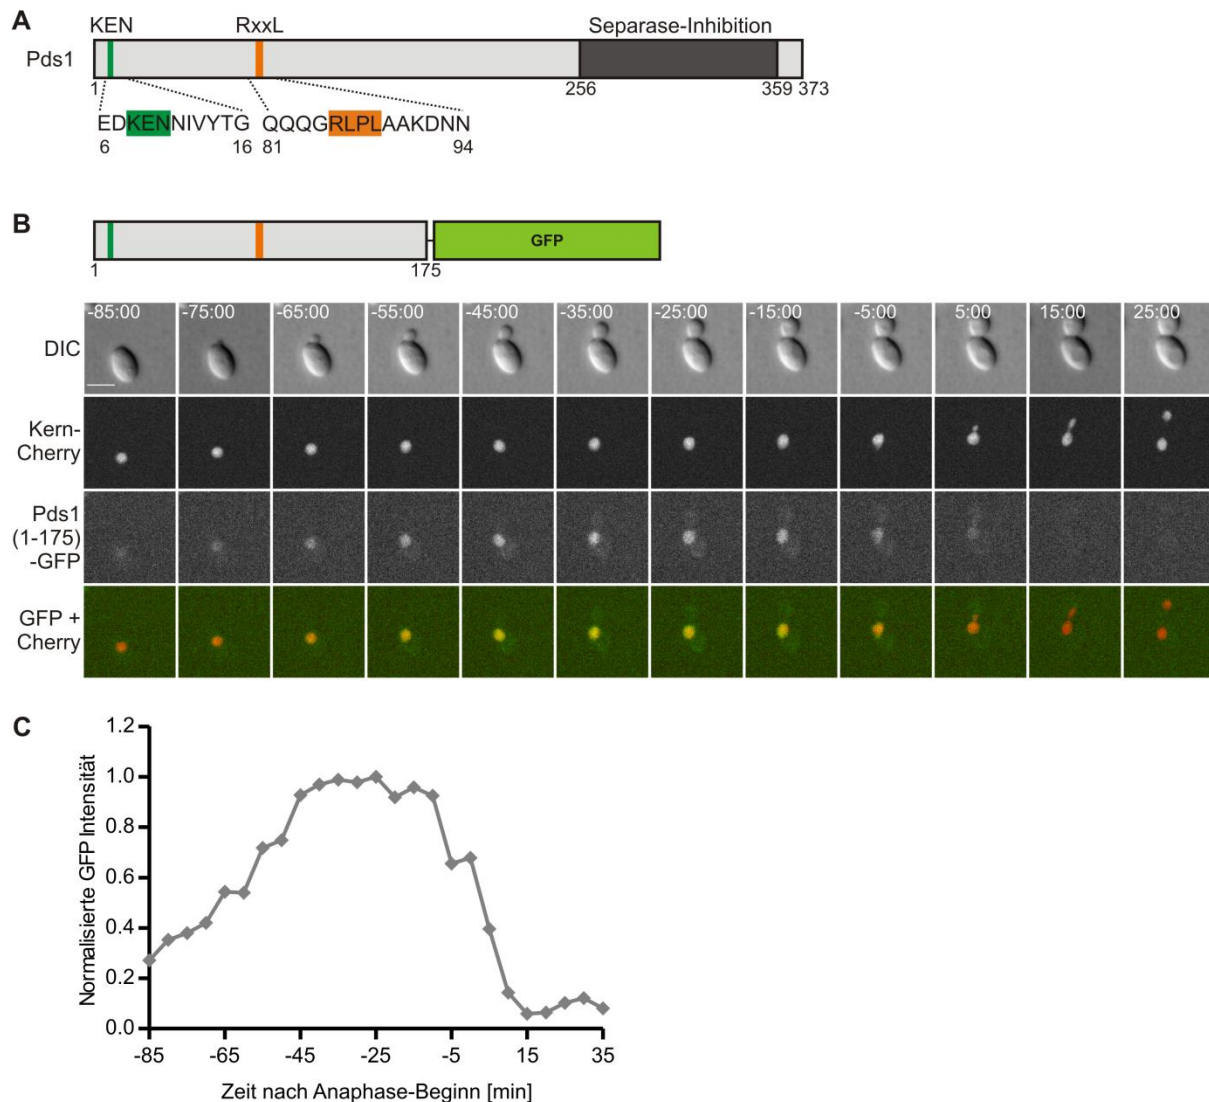 A
KEN RxxL Separase-Inhibition
Pds1
1 256 359 373
EDKENNIVYTG QQQGRLPLAAKDNN
6 16 81 94
B
GFP
1 175
-85:00 -75:00 -65:00 -55:00 -45:00 -35:00 -25:00 -15:00 -5:00 5:00 15:00 25:00
DIC
Kern-
Cherry
Pds1
(1-175)
-GFP
GFP +
Cherry
C
Normalisierte GFP Intensität
1.2
1.0
0.8
0.6
0.4
0.2
0.0
-85 -65 -45 -25 -5 15 35
Zeit nach Anaphase-Beginn [min]